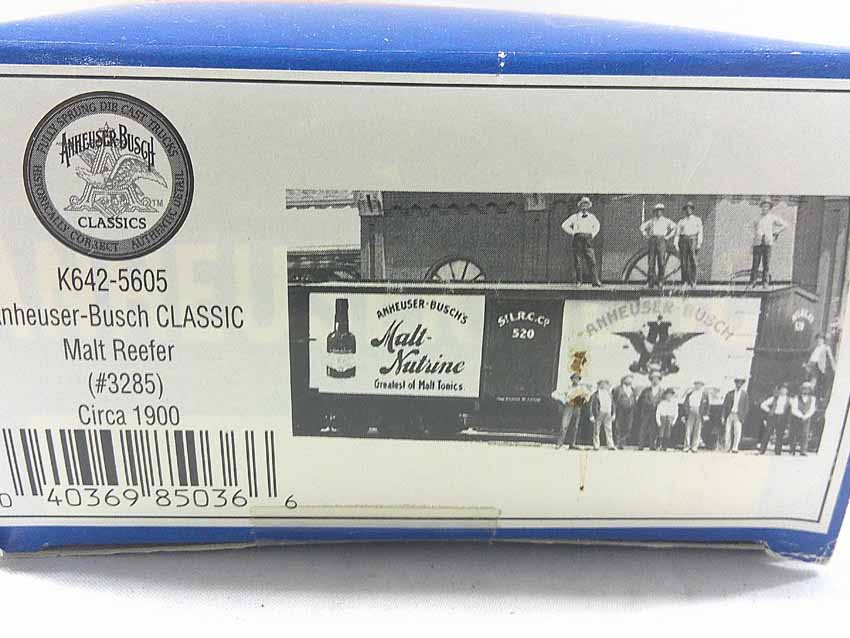 FULLY SPRUNG DIE CAST TRUCKS
ANHEUSER-BUSCH
TM
CLASSICS
HISTORICALLY CORRECT
AUTHENTIC DETAIL
K642-5605
nheuser-Busch CLASSIC
Malt Reefer
(#3285)
Circa 1900
0 40369 85036 6
ANHEUSER-BUSCH'S
Malt-
Nutrine
Greatest of Malt Tonics.
St.L.R.C.Co
520
ANHEUSER-BUSCH